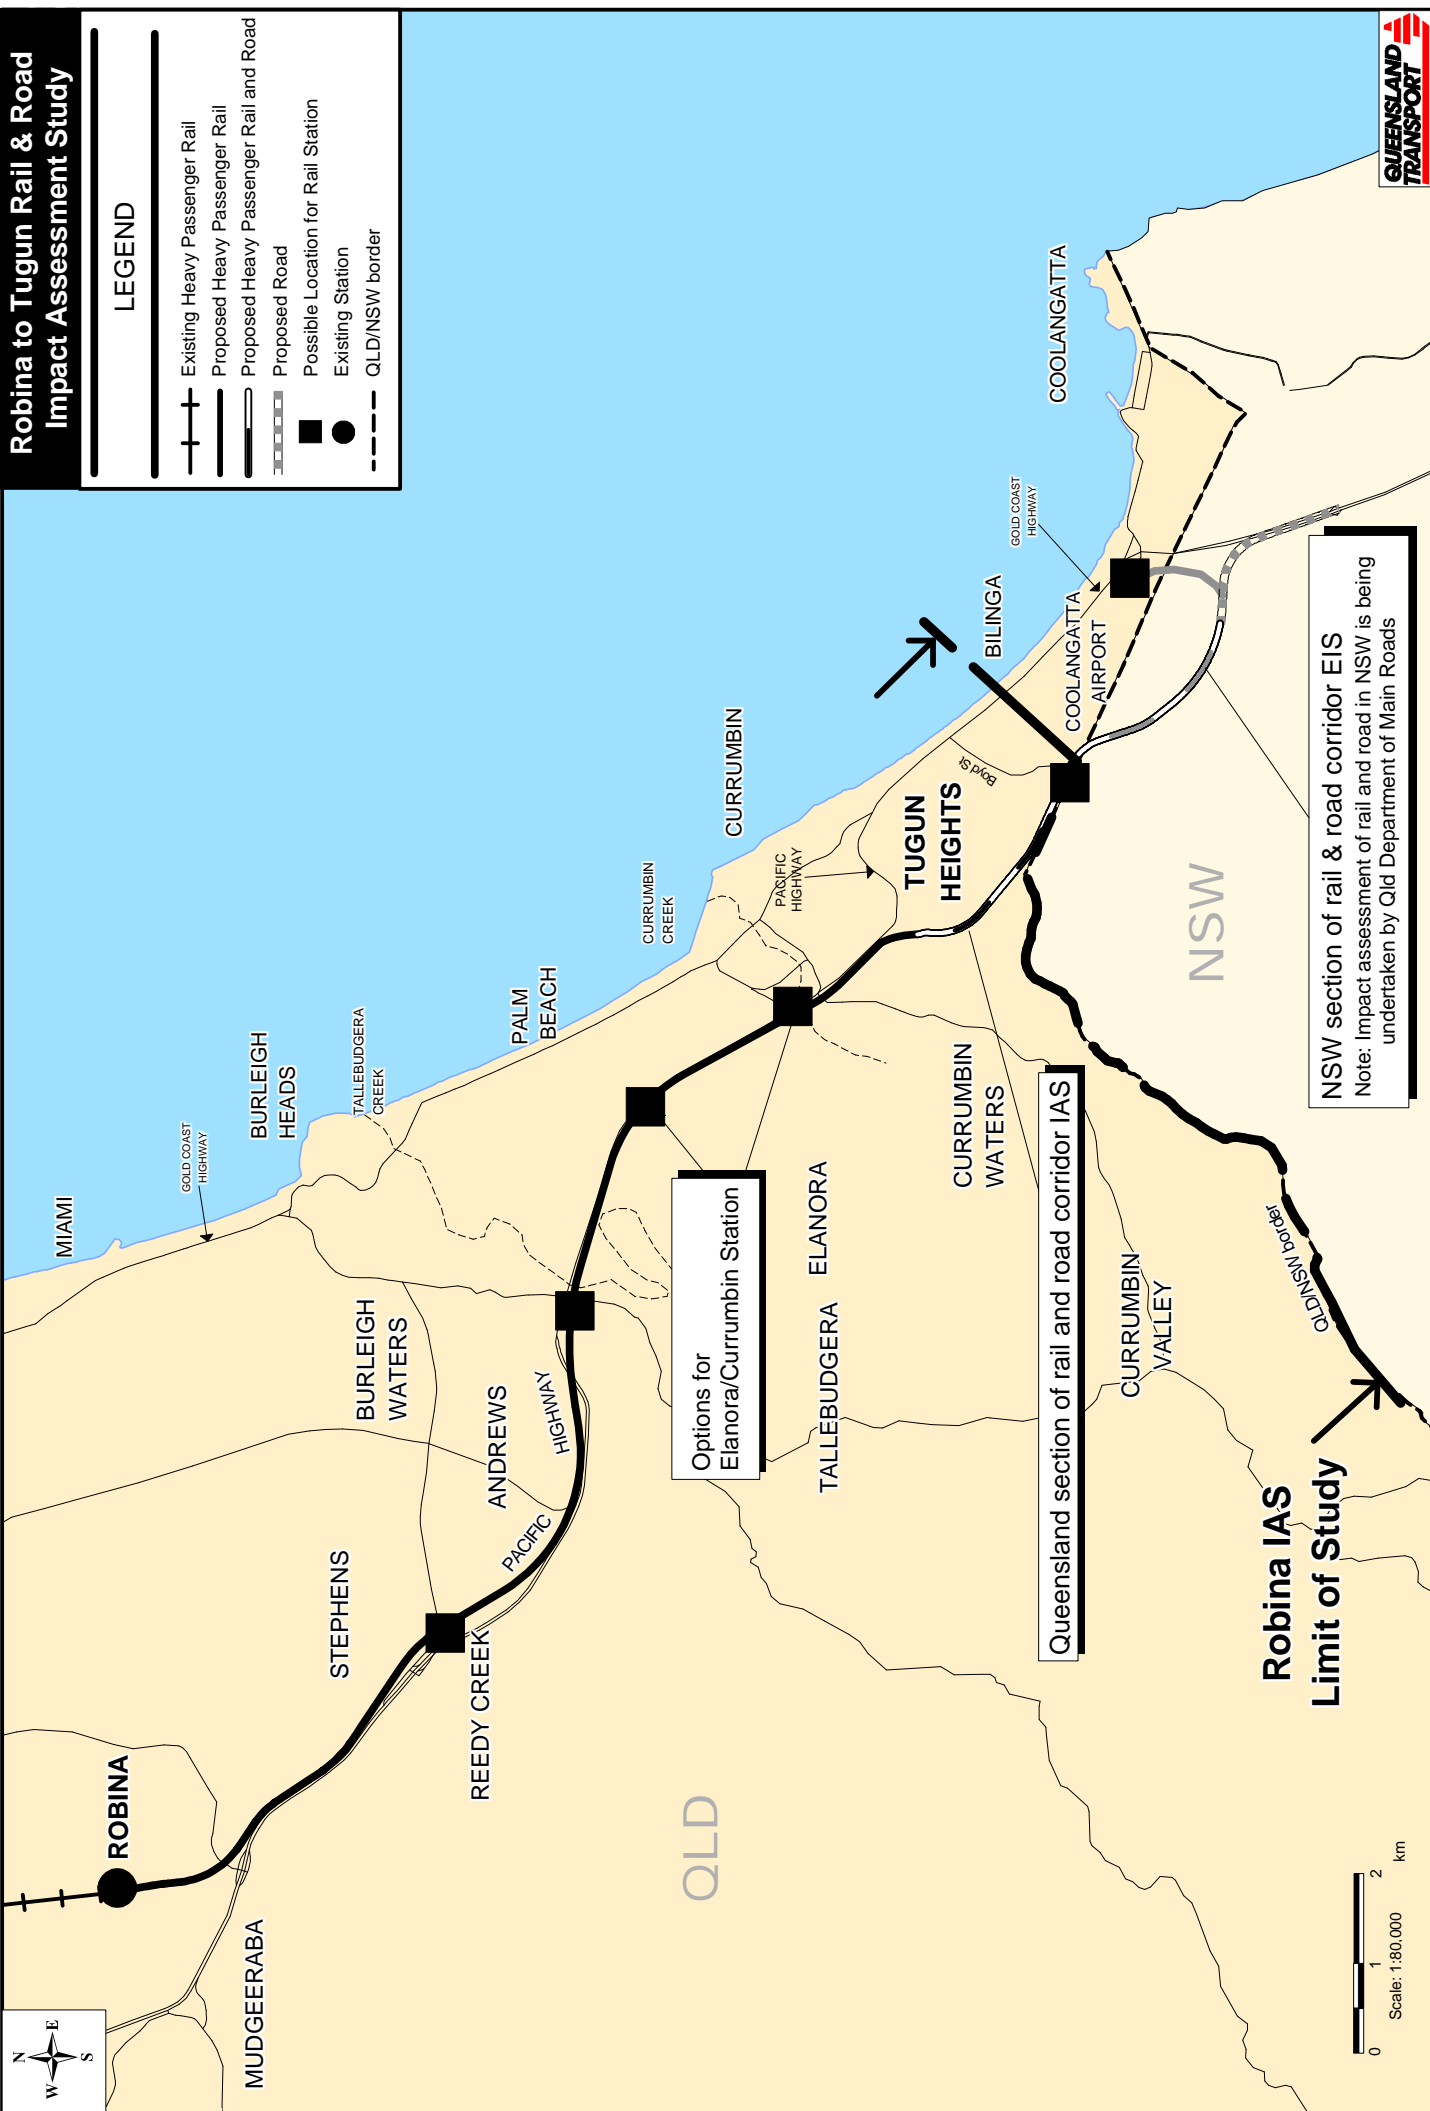 Robina to Tugun Rail & Road
Impact Assessment Study
LEGEND
Existing Heavy Passenger Rail
Proposed Heavy Passenger Rail
Proposed Heavy Passenger Rail and Road
Proposed Road
Possible Location for Rail Station
Existing Station
QLD/NSW border
N
W
E
S
MUDGEERABA
ROBINA
STEPHENS
REEDY CREEK
MIAMI
GOLD COAST
HIGHWAY
BURLEIGH
HEADS
BURLEIGH
WATERS
TALLEBUDGERA
CREEK
ANDREWS
PACIFIC
HIGHWAY
PALM
BEACH
CURRUMBIN
CREEK
CURRUMBIN
PACIFIC
HIGHWAY
Options for
Elanora/Currumbin Station
ELANORA
TALLEBUDGERA
CURRUMBIN
WATERS
TUGUN
HEIGHTS
Boyd St
BILINGA
GOLD COAST
HIGHWAY
COOLANGATTA
COOLANGATTA
AIRPORT
Queensland section of rail and road corridor IAS
CURRUMBIN
VALLEY
QLD
NSW
QLD/NSW border
Robina IAS
Limit of Study
NSW section of rail & road corridor EIS
Note: Impact assessment of rail and road in NSW is being
undertaken by Qld Department of Main Roads
0 1 2
km
Scale: 1:80,000
QUEENSLAND
TRANSPORT